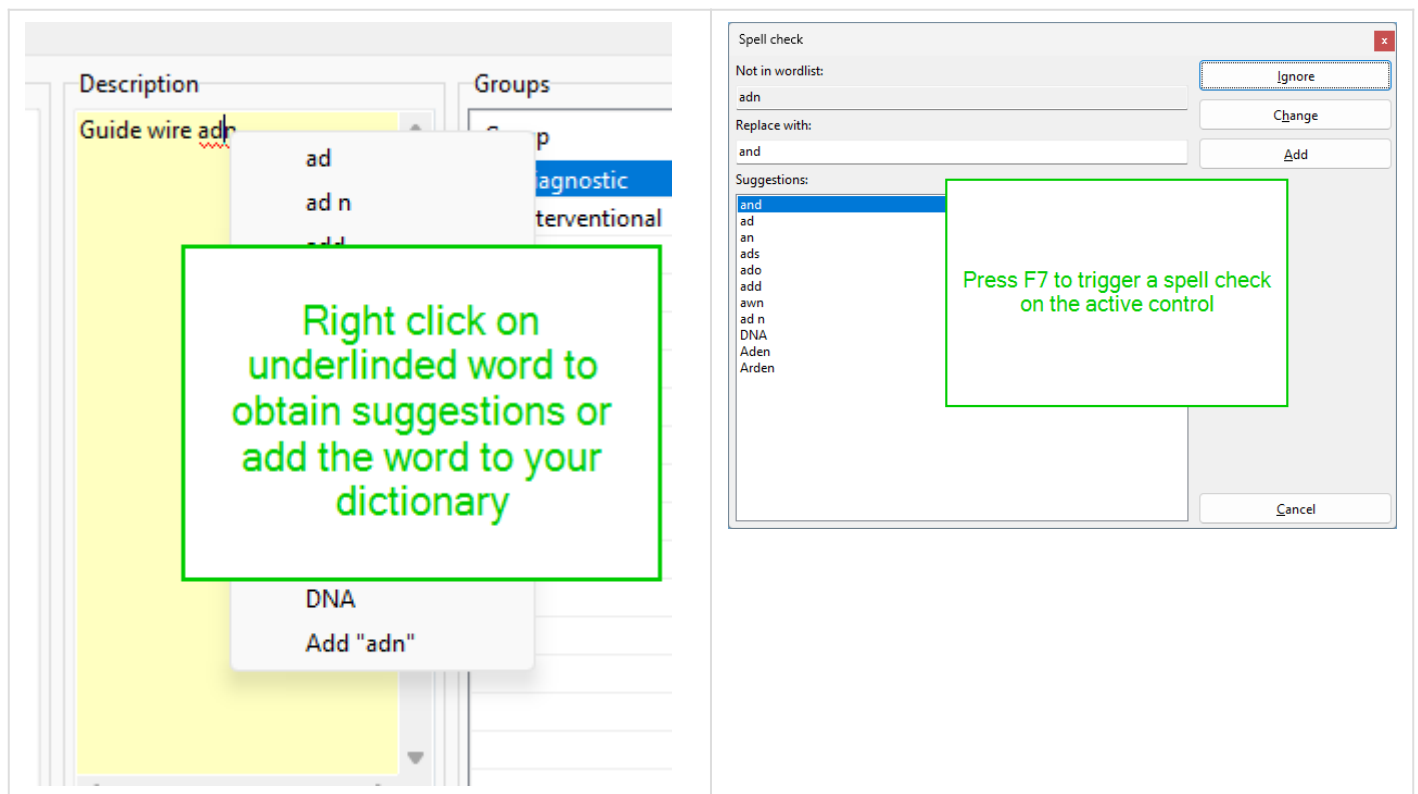 Description
Groups
Guide wire adn
ad
ad n
Right click on
underlinded word to
obtain suggestions or
add the word to your
dictionary
DNA
Add "adn"
iagnostic
terventional
Spell check
x
Not in wordlist:
adn
Replace with:
and
Suggestions:
and
ad
an
ads
ado
add
awn
ad n
DNA
Aden
Arden
Press F7 to trigger a spell check
on the active control
Ignore
Change
Add
Cancel